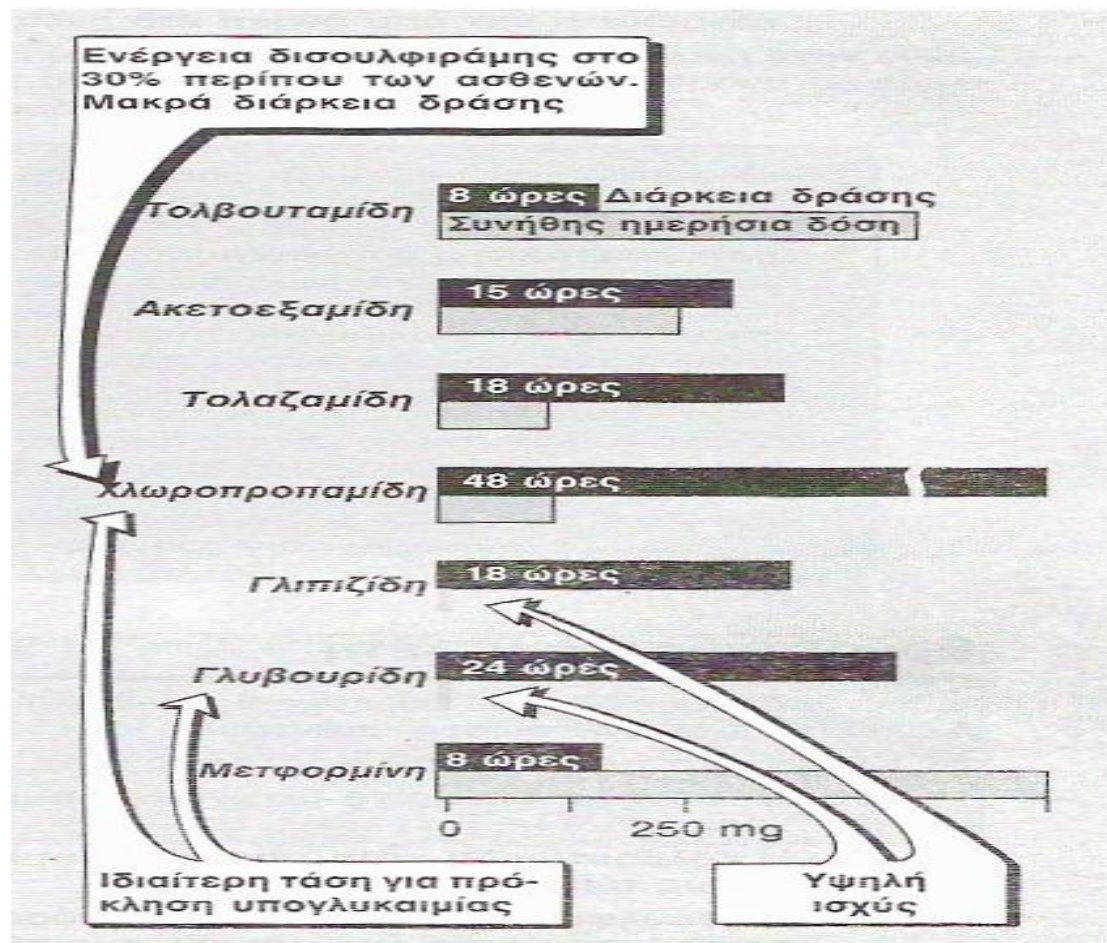 Ενέργεια δισουλφιράμης στο
30% περίπου των ασθενών.
Μακρά διάρκεια δράσης
Τολβουταμίδη
8 ώρες Διάρκεια δράσης
Συνήθης ημερήσια δόση
Ακετοεξαμίδη
15 ώρες
Τολαζαμίδη
18 ώρες
Χλωροπροπαμίδη
48 ώρες
Γλιπιζίδη
18 ώρες
Γλυβουρίδη
24 ώρες
Μετφορμίνη
8 ώρες
0 250 mg
Ιδιαίτερη τάση για πρό-
κληση υπογλυκαιμίας
Υψηλή
ισχύς